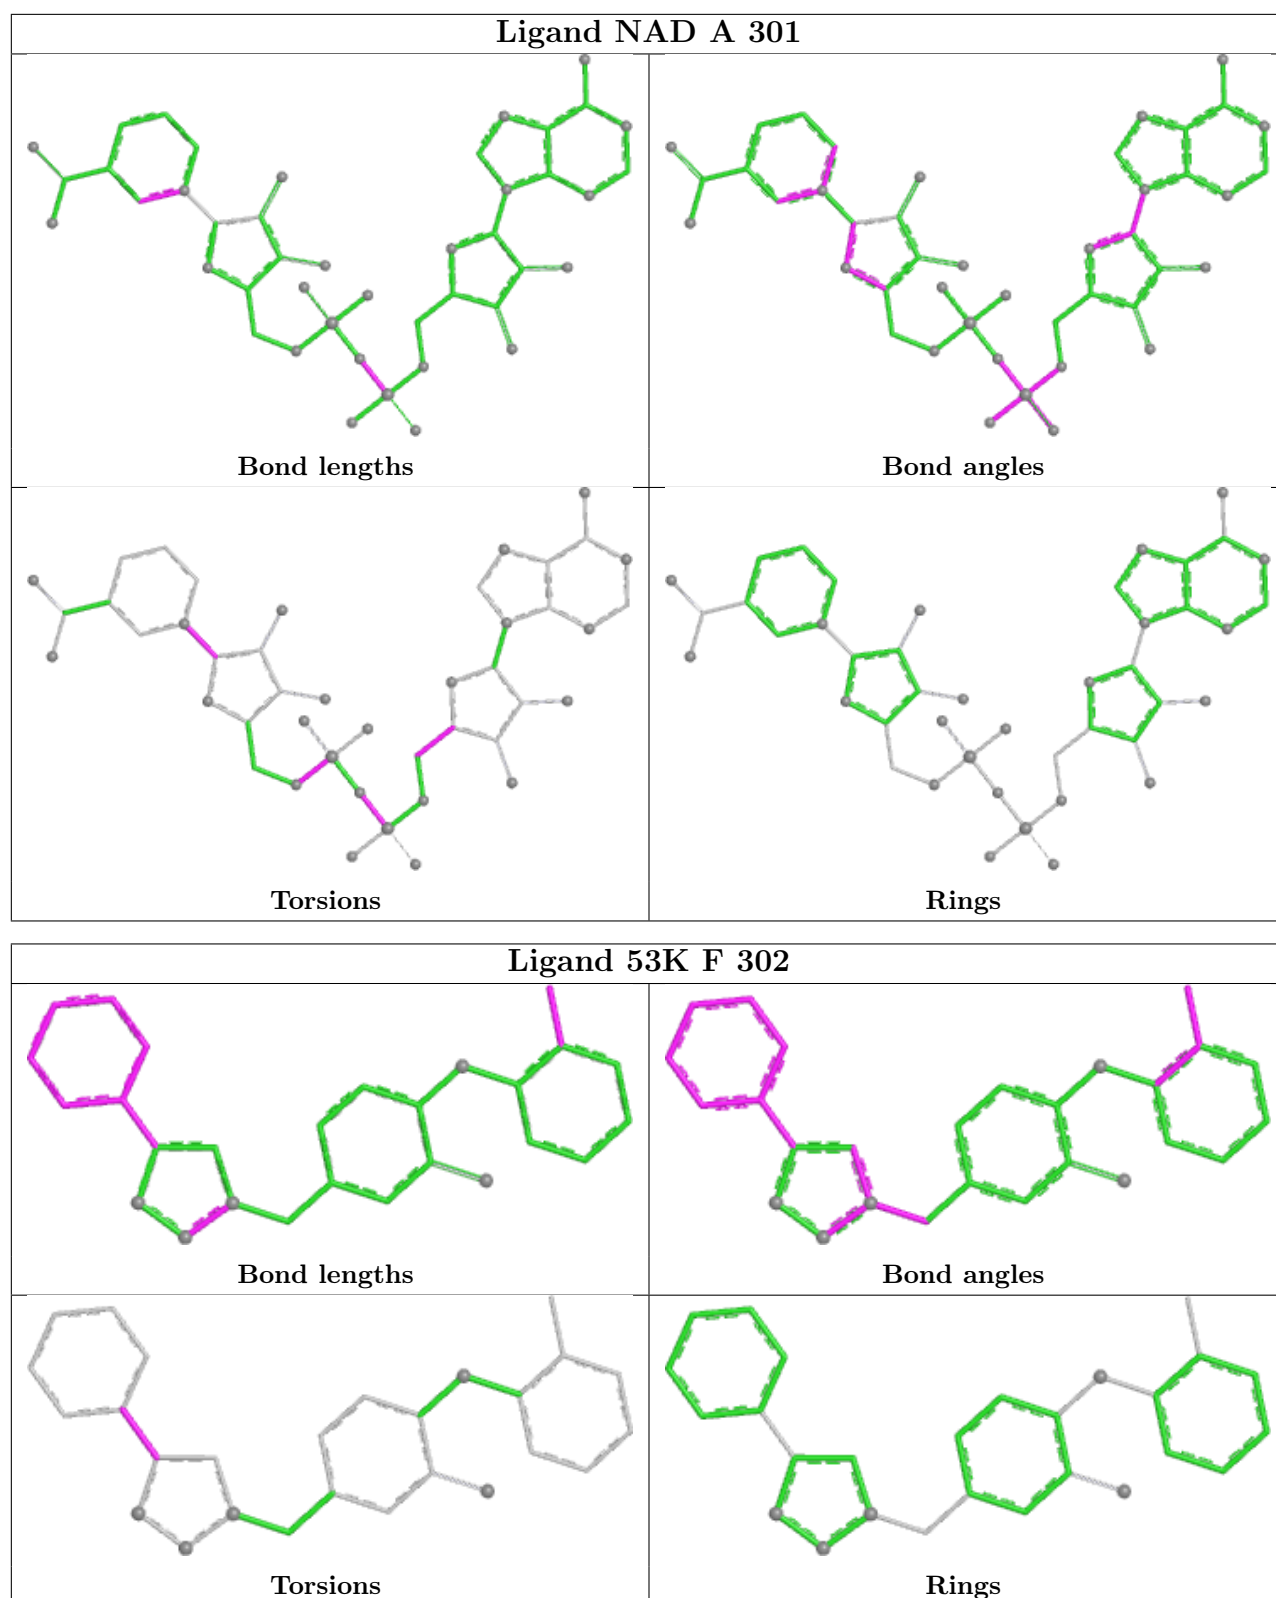 Ligand NAD A 301
Bond lengths
Bond angles
Torsions
Rings
Ligand 53K F 302
Bond lengths
Bond angles
Torsions
Rings